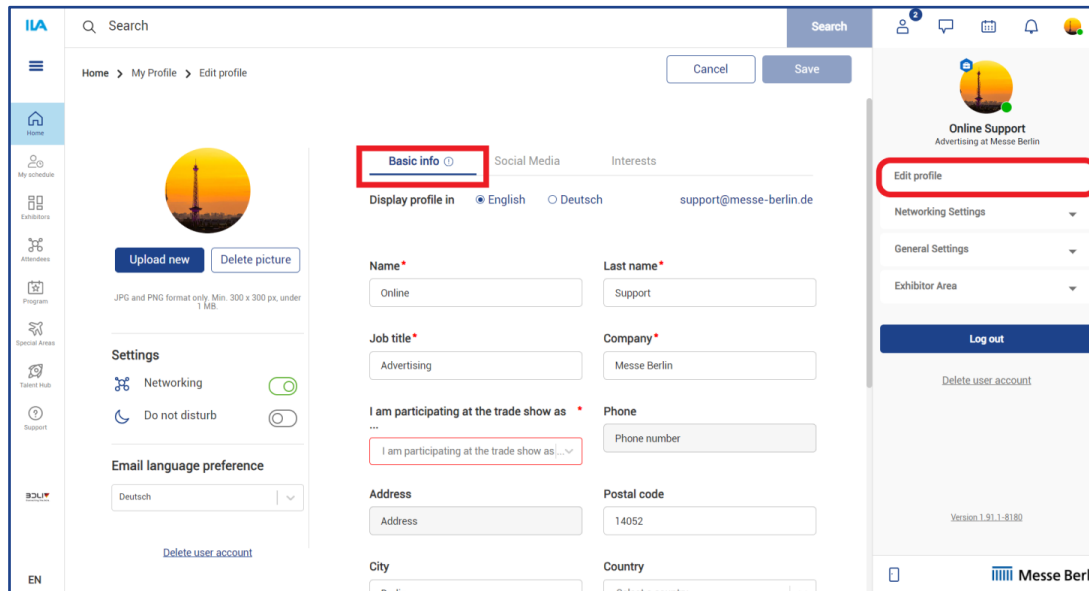 ILA
Search
Search
2
Home
My schedule
Exhibitors
Attendees
Program
Special Areas
Talent Hub
Support
EN
Home > My Profile > Edit profile
Cancel
Save
Upload new
Delete picture
JPG and PNG format only. Min. 300 x 300 px, under
1 MB.
Settings
Networking
Do not disturb
Email language preference
Deutsch
Delete user account
Basic info
Social Media
Interests
Display profile in
English
Deutsch
support@messe-berlin.de
Name*
Last name*
Online
Support
Job title*
Company*
Advertising
Messe Berlin
I am participating at the trade show as *
...
Phone
I am participating at the trade show as ...
Phone number
Address
Postal code
Address
14052
City
Country
Online Support
Advertising at Messe Berlin
Edit profile
Networking Settings
General Settings
Exhibitor Area
Log out
Delete user account
Version 1.91.1-8180
Messe Berl